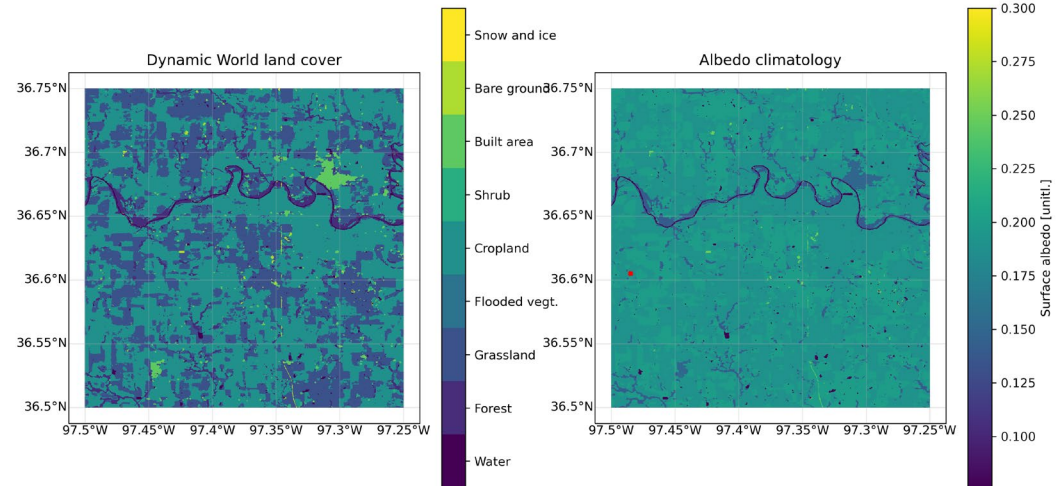 Dynamic World land cover
36.75°N
36.7°N
36.65°N
36.6°N
36.55°N
36.5°N
97.5°W
97.45°W
97.4°W
97.35°W
97.3°W
97.25°W
Snow and ice
Bare ground
Built area
Shrub
Cropland
Flooded vegt.
Grassland
Forest
Water
Albedo climatology
36.75°N
36.7°N
36.65°N
36.6°N
36.55°N
36.5°N
97.5°W
97.45°W
97.4°W
97.35°W
97.3°W
97.25°W
0.300
0.275
0.250
0.225
0.200
0.175
0.150
0.125
0.100
Surface albedo [unitl.]